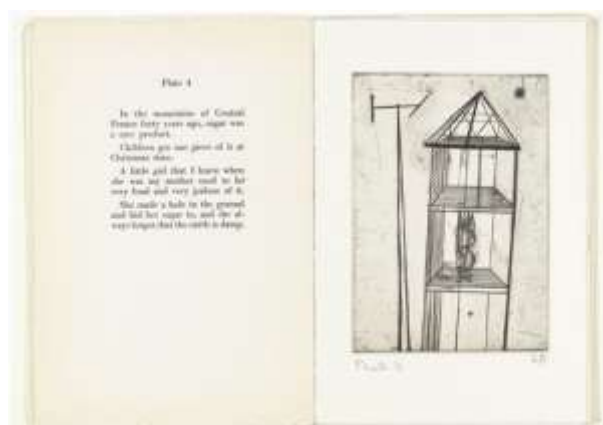 Plate 4
In the mountains of Central
France forty years ago, sugar was
a rare product.
Children got one piece of it at
Christmas time.
A little girl that I knew when
she was my mother used to be
very fond and very jealous of it.
She made a hole in the ground
and hid her sugar in, and she al-
ways forgot that the earth is damp.
Plate 4
LB